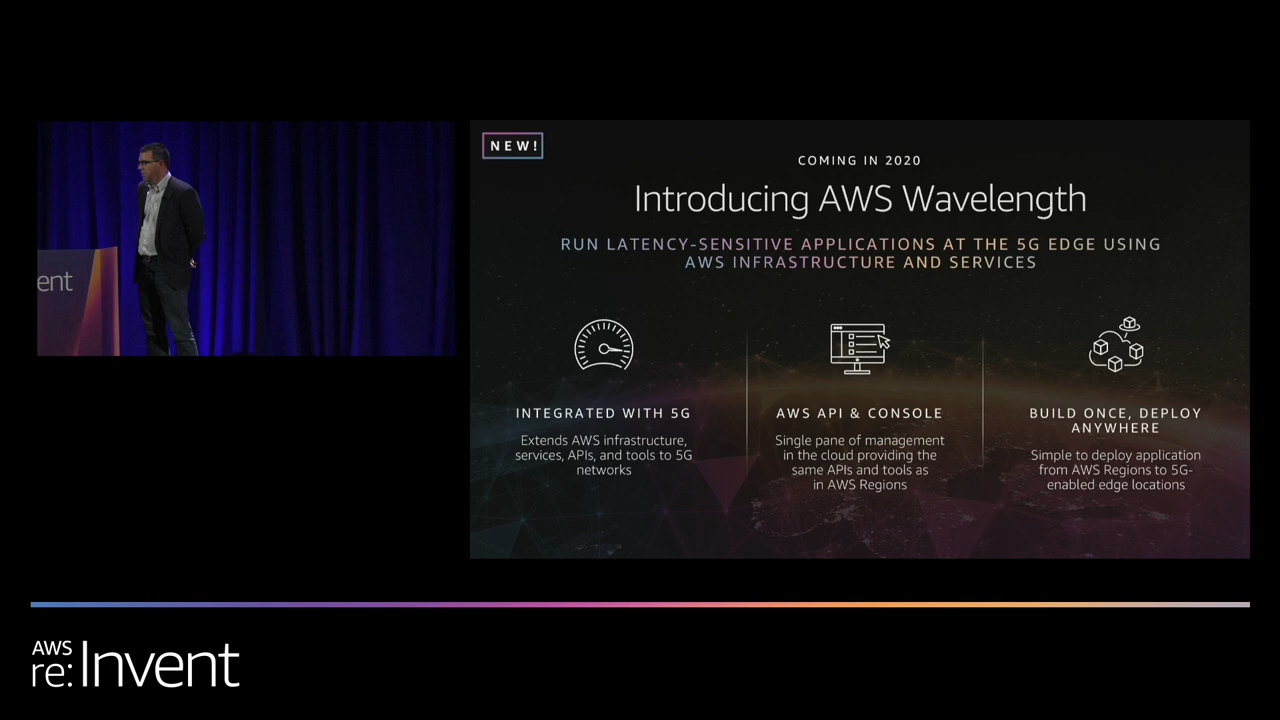 ent
NEW!
COMING IN 2020
Introducing AWS Wavelength
RUN LATENCY-SENSITIVE APPLICATIONS AT THE 5G EDGE USING
AWS INFRASTRUCTURE AND SERVICES
INTEGRATED WITH 5G
Extends AWS infrastructure,
services, APIs, and tools to 5G
networks
AWS API & CONSOLE
Single pane of management
in the cloud providing the
same APIs and tools as
in AWS Regions
BUILD ONCE, DEPLOY
ANYWHERE
Simple to deploy application
from AWS Regions to 5G-
enabled edge locations
AWS
re:Invent